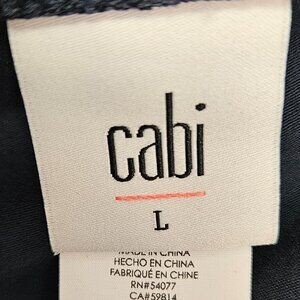 cabi
L
MADE IN CHINA
HECHO EN CHINA
FABRIQUÉ EN CHINE
RN#54077
CA#59814